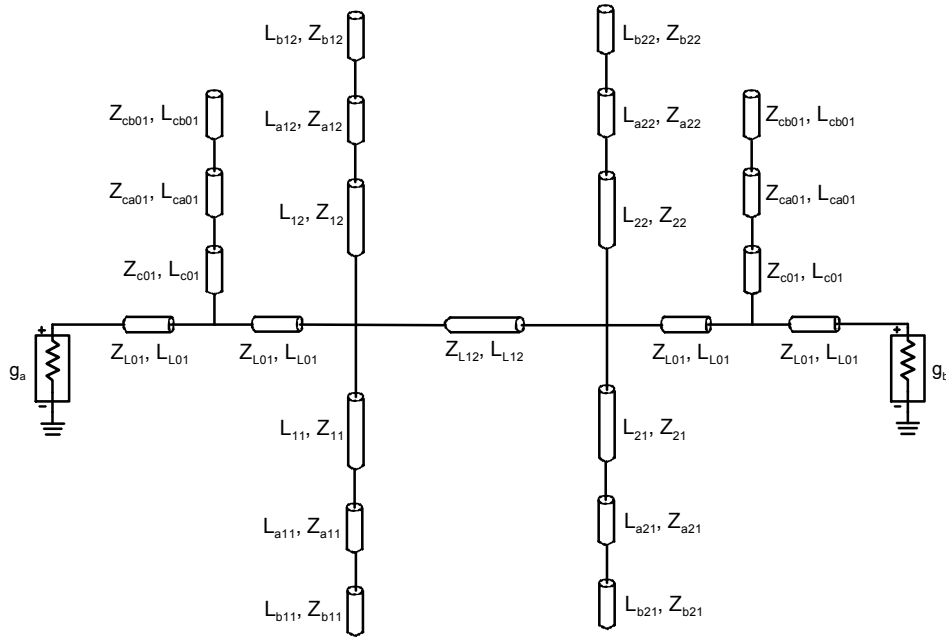 L_b12, Z_b12
L_b22, Z_b22
Z_cb01, L_cb01
L_a12, Z_a12
L_a22, Z_a22
Z_cb01, L_cb01
Z_ca01, L_ca01
Z_ca01, L_ca01
L_12, Z_12
L_22, Z_22
Z_c01, L_c01
Z_c01, L_c01
+
+
Z_L01, L_L01
Z_L01, L_L01
Z_L12, L_L12
Z_L01, L_L01
Z_L01, L_L01
g_a
g_b
-
-
L_11, Z_11
L_21, Z_21
L_a11, Z_a11
L_a21, Z_a21
L_b11, Z_b11
L_b21, Z_b21